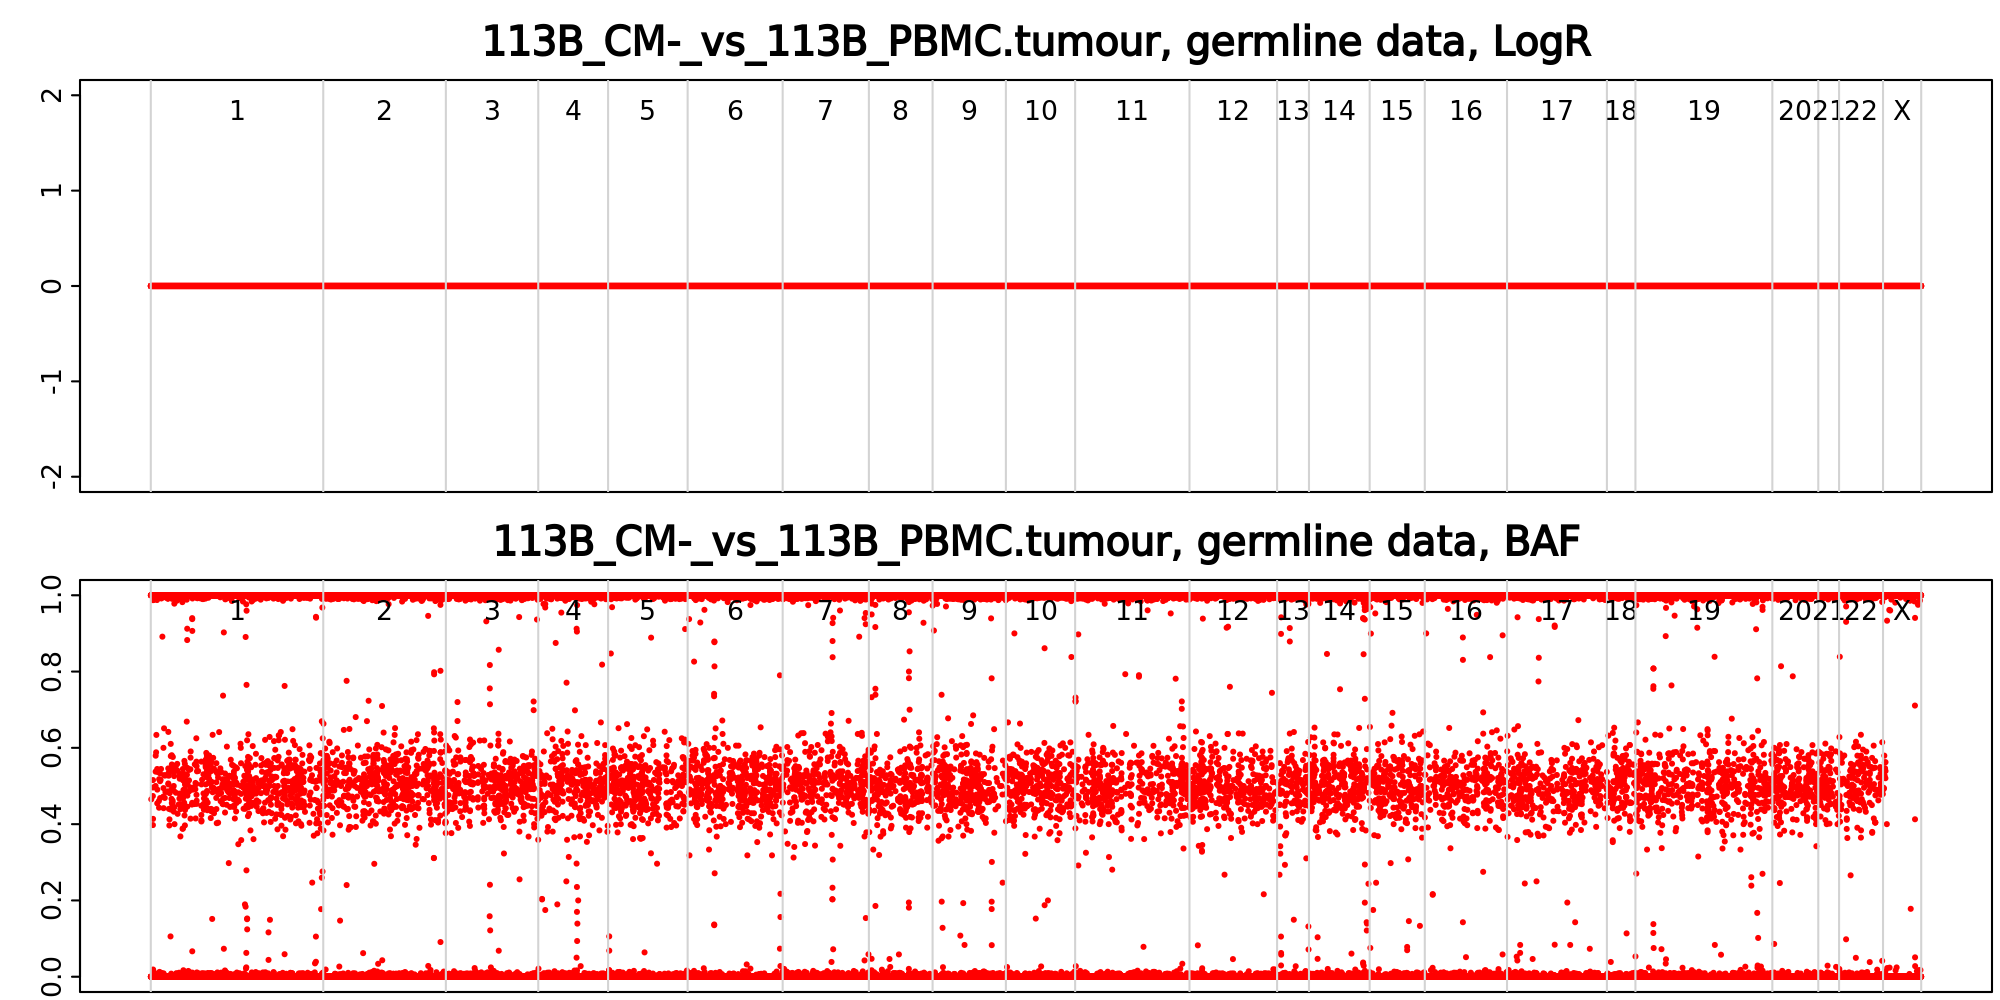 113B_CM-_vs_113B_PBMC.tumour, germline data, LogR
2
1
0
-1
-2
1 2 3 4 5 6 7 8 9 10 11 12 13 14 15 16 17 18 19 20 21 22 X
113B_CM-_vs_113B_PBMC.tumour, germline data, BAF
1.0
0.8
0.6
0.4
0.2
0.0
1 2 3 4 5 6 7 8 9 10 11 12 13 14 15 16 17 18 19 20 21 22 X